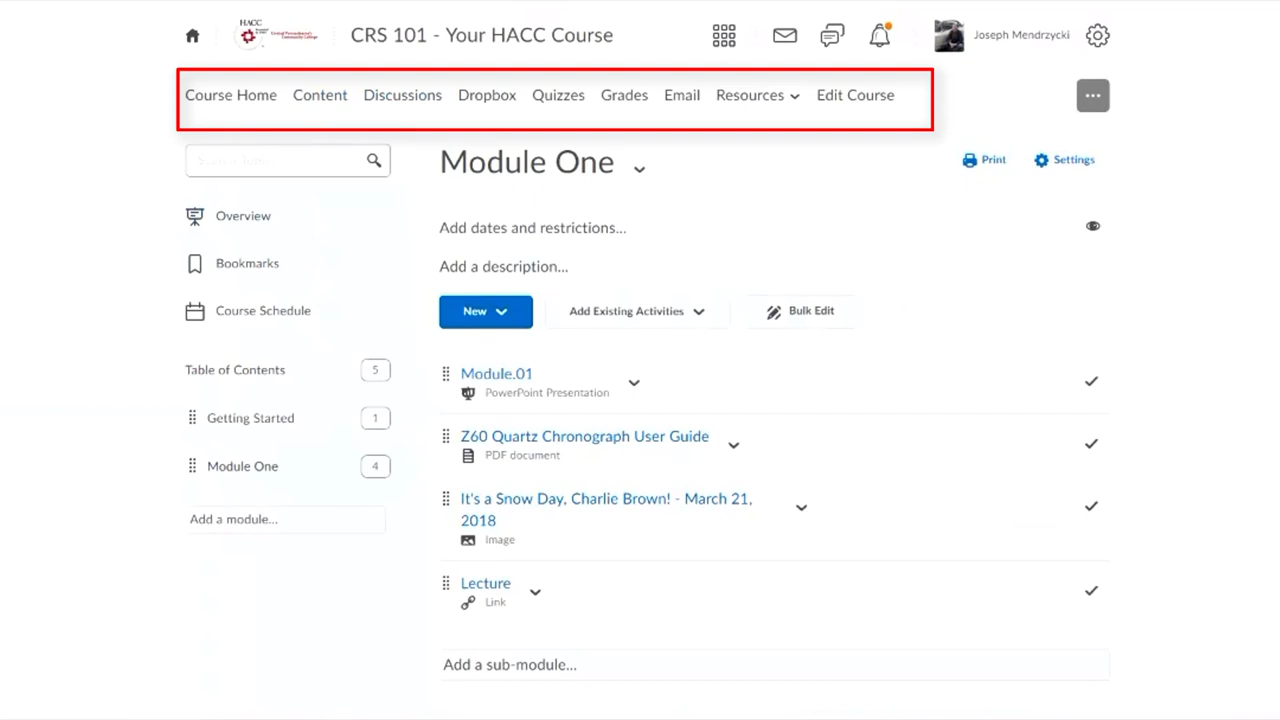 HACC
CRS 101 - Your HACC Course
Joseph Mendrzycki
Course Home Content Discussions Dropbox Quizzes Grades Email Resources Edit Course
Module One
Print
Settings
Overview
Bookmarks
Course Schedule
Table of Contents 5
Getting Started 1
Module One 4
Add a module...
Add dates and restrictions...
Add a description...
New
Add Existing Activities
Bulk Edit
Module.01
PowerPoint Presentation
Z60 Quartz Chronograph User Guide
PDF document
It's a Snow Day, Charlie Brown! - March 21,
2018
Image
Lecture
Link
Add a sub-module...